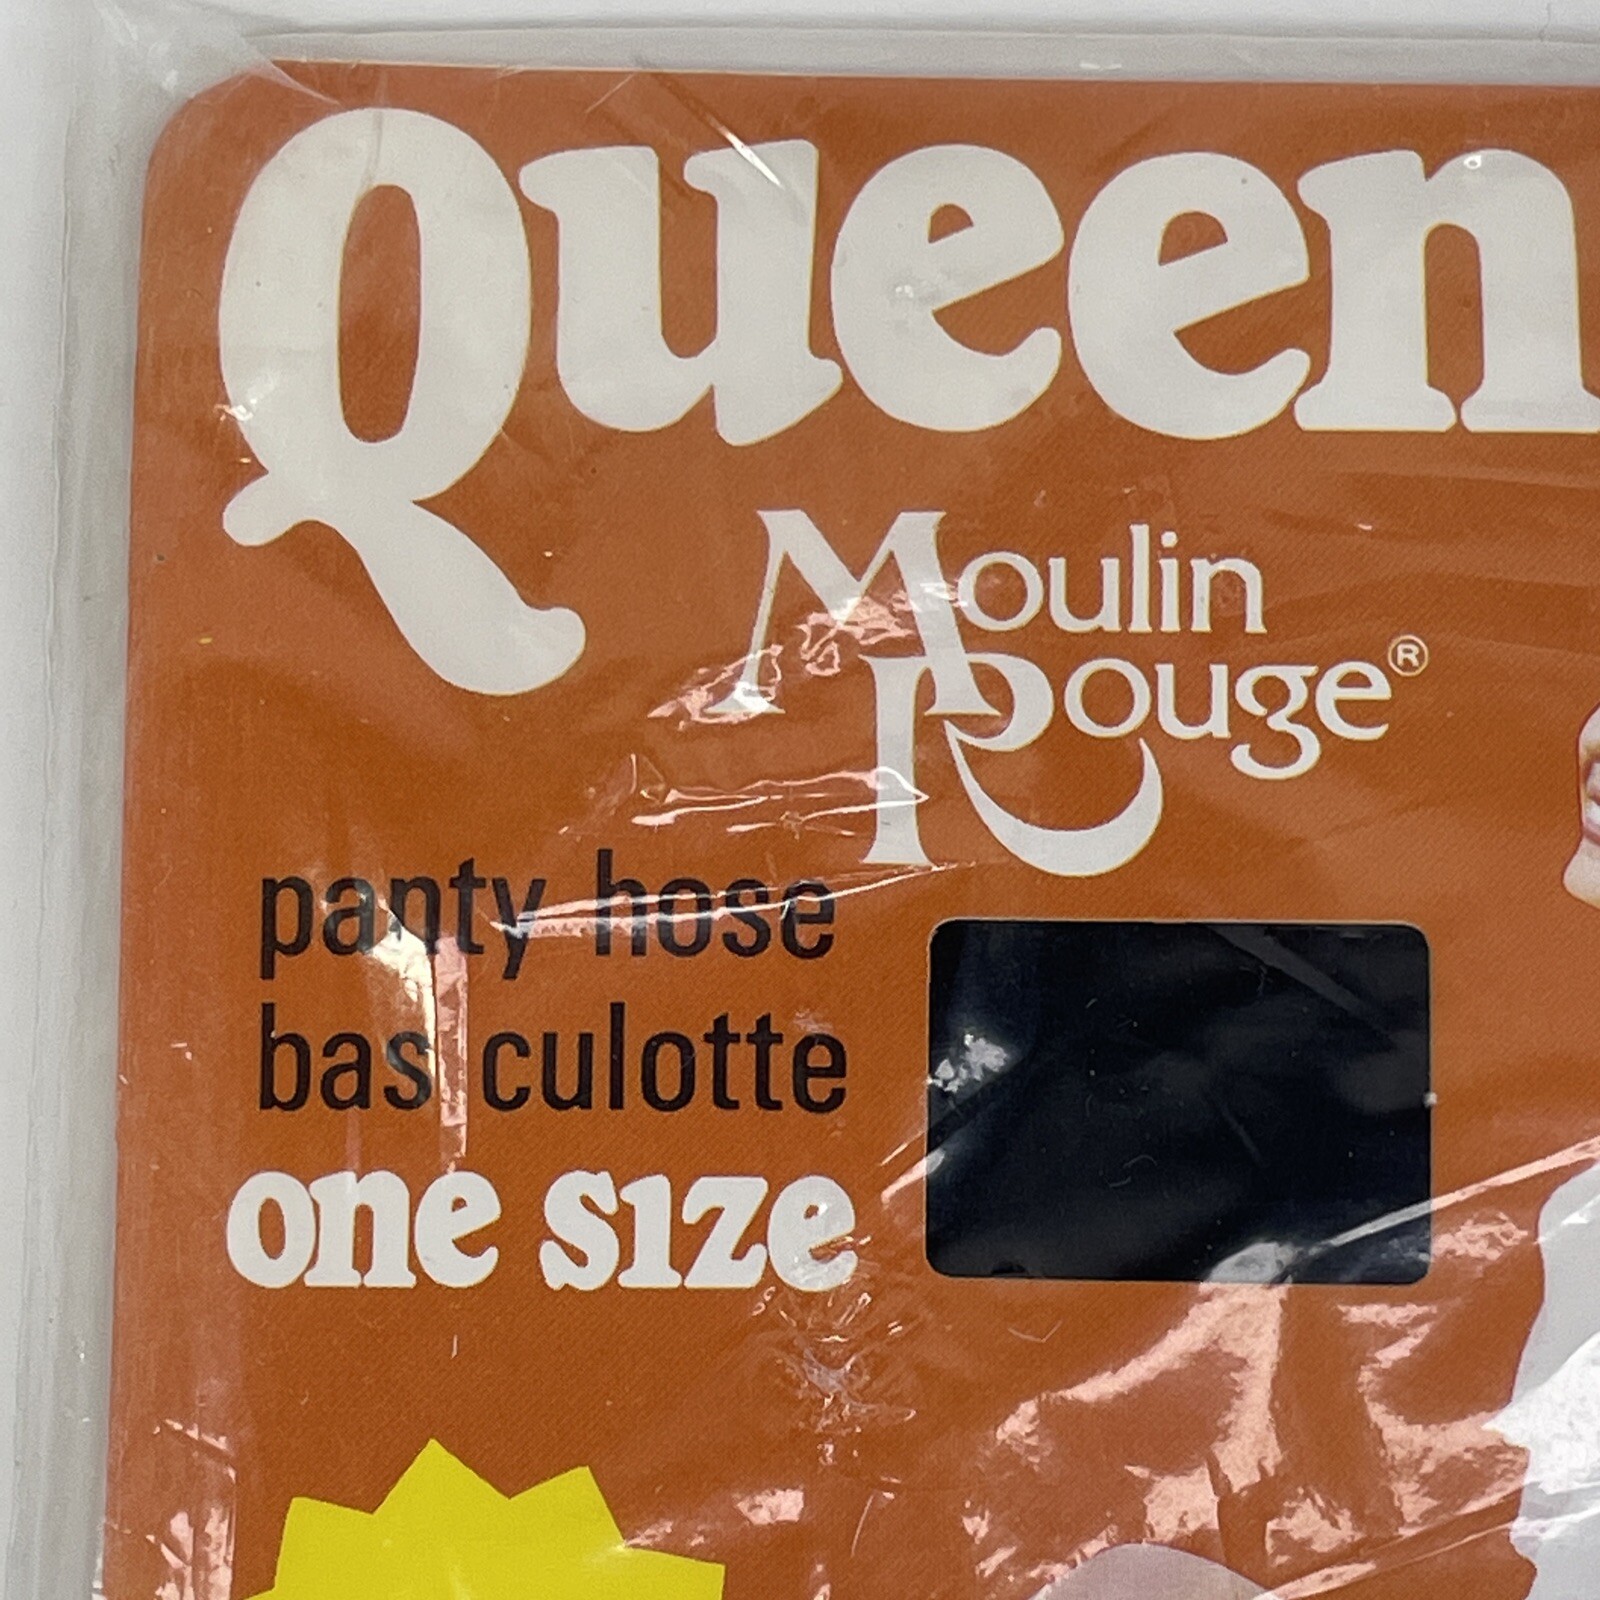 Queen
Moulin
Rouge®
panty hose
bas culotte
one size